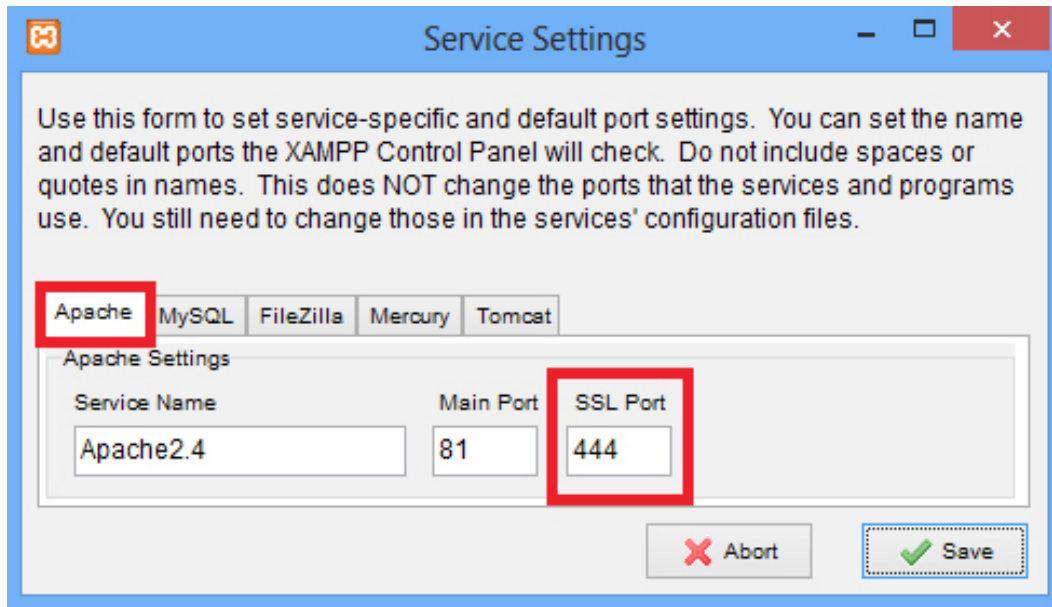 Service Settings
Use this form to set service-specific and default port settings.  You can set the name
and default ports the XAMPP Control Panel will check.  Do not include spaces or
quotes in names.  This does NOT change the ports that the services and programs
use.  You still need to change those in the services' configuration files.
Apache MySQL FileZilla Mercury Tomcat
Apache Settings
Service Name Main Port SSL Port
Apache2.4 81 444
Abort Save